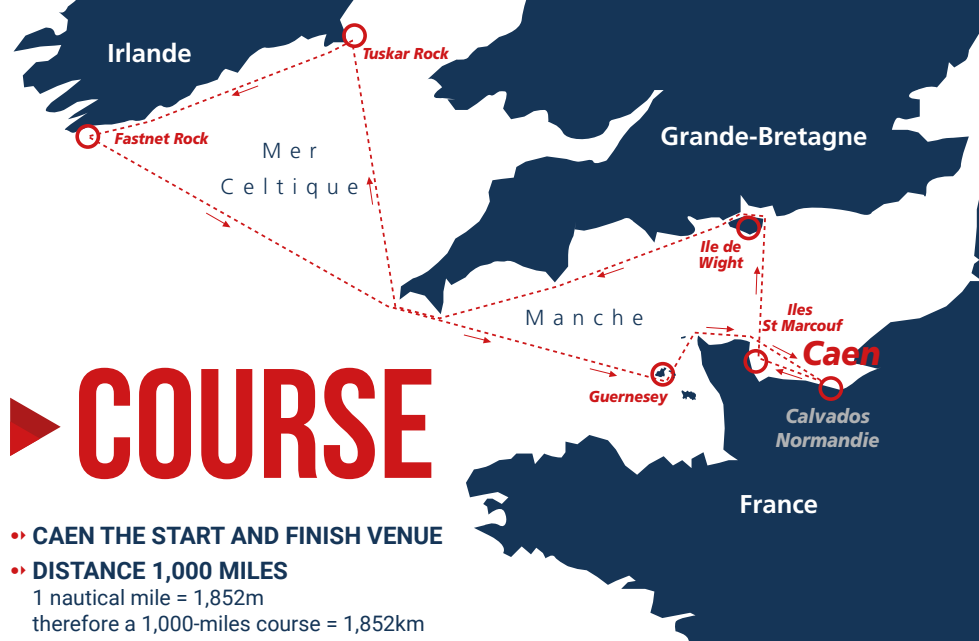 Irlande
Tuskar Rock
Fastnet Rock
Grande-Bretagne
Mer
Celtique
Ile de
Wight
Manche
Iles
St Marcouf
Caen
Guernesey
Calvados
Normandie
France
COURSE
CAEN THE START AND FINISH VENUE
DISTANCE 1,000 MILES
1 nautical mile = 1,852m
therefore a 1,000-miles course = 1,852km